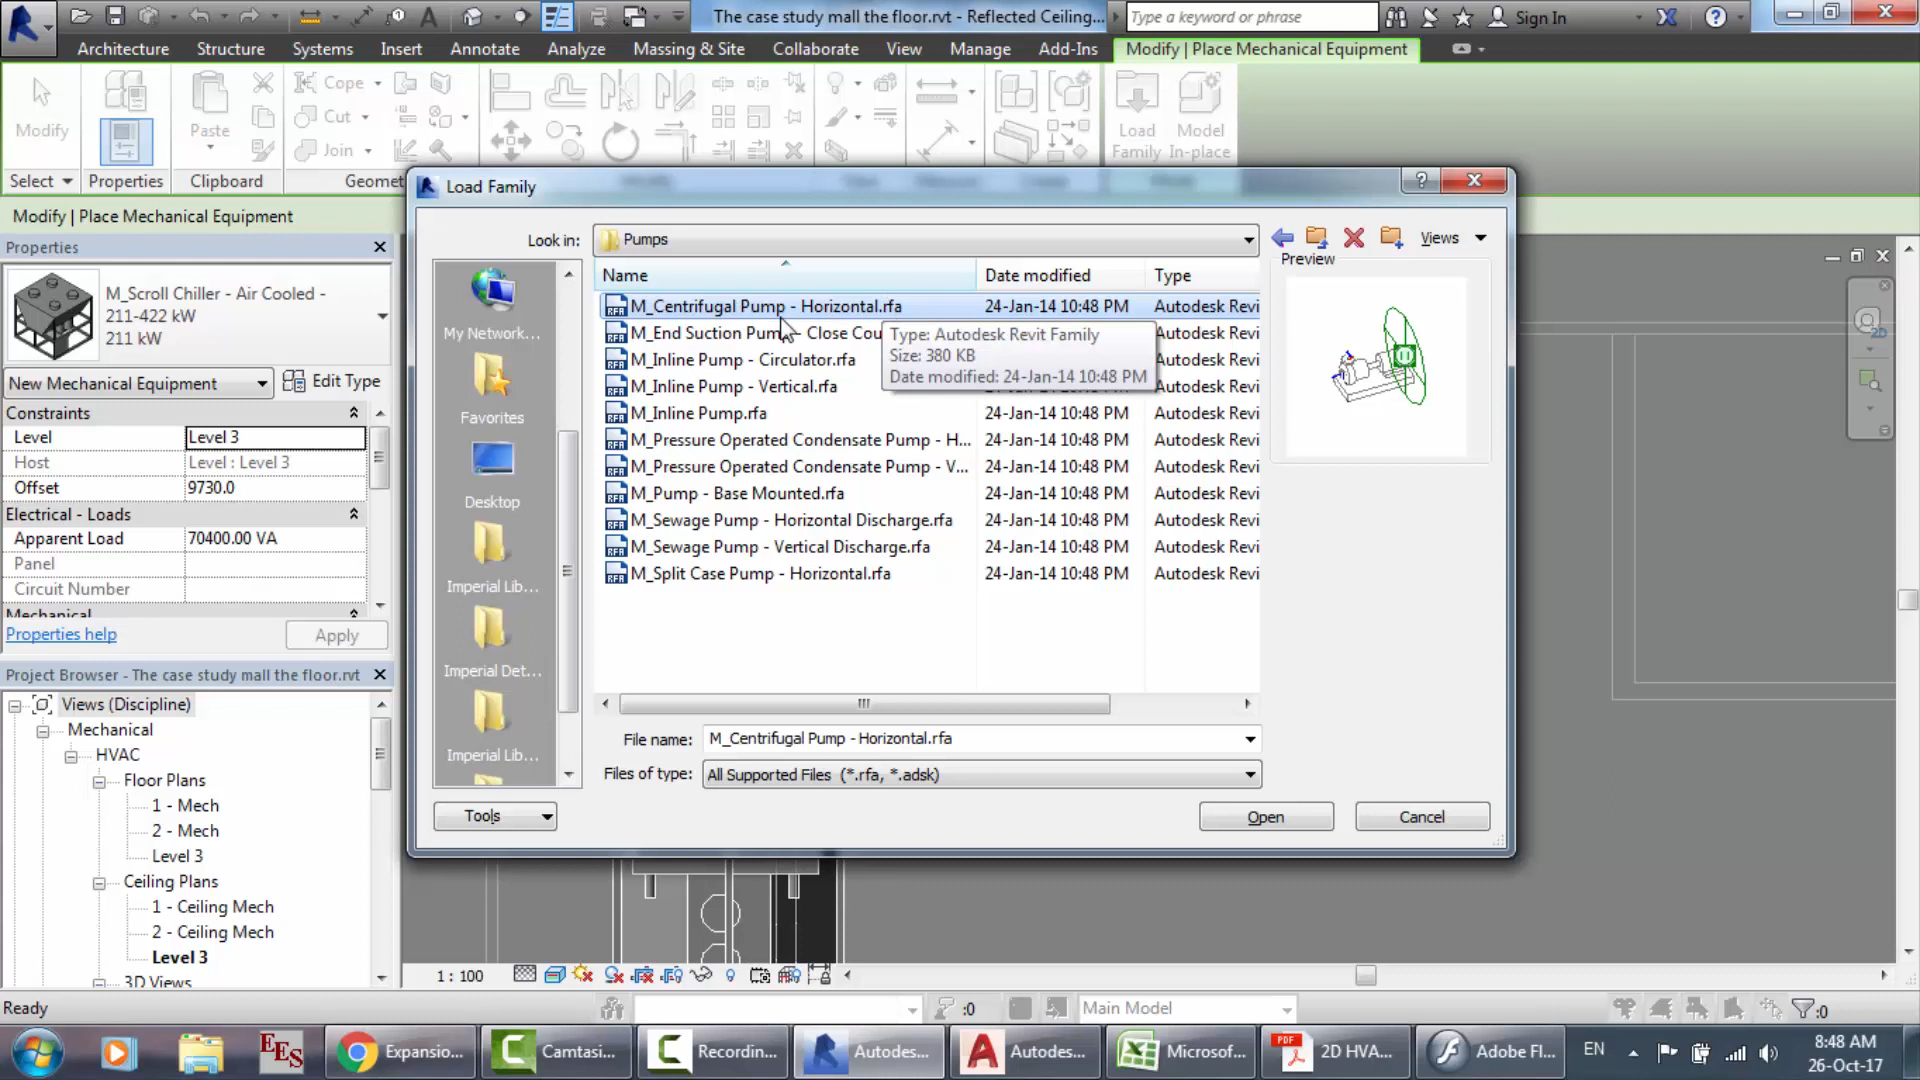 The case study mall the floor.rvt - Reflected Ceiling...
Type a keyword or phrase
Sign In
Architecture Structure Systems Insert Annotate Analyze Massing & Site Collaborate View Manage Add-Ins Modify | Place Mechanical Equipment
Modify
Paste
Cope
Cut
Join
Load Family
Model In-place
Select Properties Clipboard Geomet
Modify | Place Mechanical Equipment
Properties
M_Scroll Chiller - Air Cooled -
211-422 kW
211 kW
New Mechanical Equipment Edit Type
Constraints
Level Level 3
Host Level : Level 3
Offset 9730.0
Electrical - Loads
Apparent Load 70400.00 VA
Panel
Circuit Number
Mechanical
Properties help Apply
Project Browser - The case study mall the floor.rvt
Views (Discipline)
Mechanical
HVAC
Floor Plans
1 - Mech
2 - Mech
Level 3
Ceiling Plans
1 - Ceiling Mech
2 - Ceiling Mech
Level 3
3D Views
Load Family
Look in: Pumps
Views
Preview
My Network...
Favorites
Desktop
Imperial Lib...
Imperial Det...
Imperial Lib...
Name Date modified Type
M_Centrifugal Pump - Horizontal.rfa 24-Jan-14 10:48 PM Autodesk Revi
M_End Suction Pump - Close Cou
M_Inline Pump - Circulator.rfa
M_Inline Pump - Vertical.rfa
M_Inline Pump.rfa 24-Jan-14 10:48 PM Autodesk Revi
M_Pressure Operated Condensate Pump - H... 24-Jan-14 10:48 PM Autodesk Revi
M_Pressure Operated Condensate Pump - V... 24-Jan-14 10:48 PM Autodesk Revi
M_Pump - Base Mounted.rfa 24-Jan-14 10:48 PM Autodesk Revi
M_Sewage Pump - Horizontal Discharge.rfa 24-Jan-14 10:48 PM Autodesk Revi
M_Sewage Pump - Vertical Discharge.rfa 24-Jan-14 10:48 PM Autodesk Revi
M_Split Case Pump - Horizontal.rfa 24-Jan-14 10:48 PM Autodesk Revi
Type: Autodesk Revit Family
Size: 380 KB
Date modified: 24-Jan-14 10:48 PM
File name: M_Centrifugal Pump - Horizontal.rfa
Files of type: All Supported Files (*.rfa, *.adsk)
Tools Open Cancel
1 : 100
Ready
:0
Main Model
:0
EES
Expansio...
Camtasi...
Recordin...
Autodes...
Autodes...
Microsof...
PDF
2D HVA...
Adobe Fl...
EN
8:48 AM
26-Oct-17